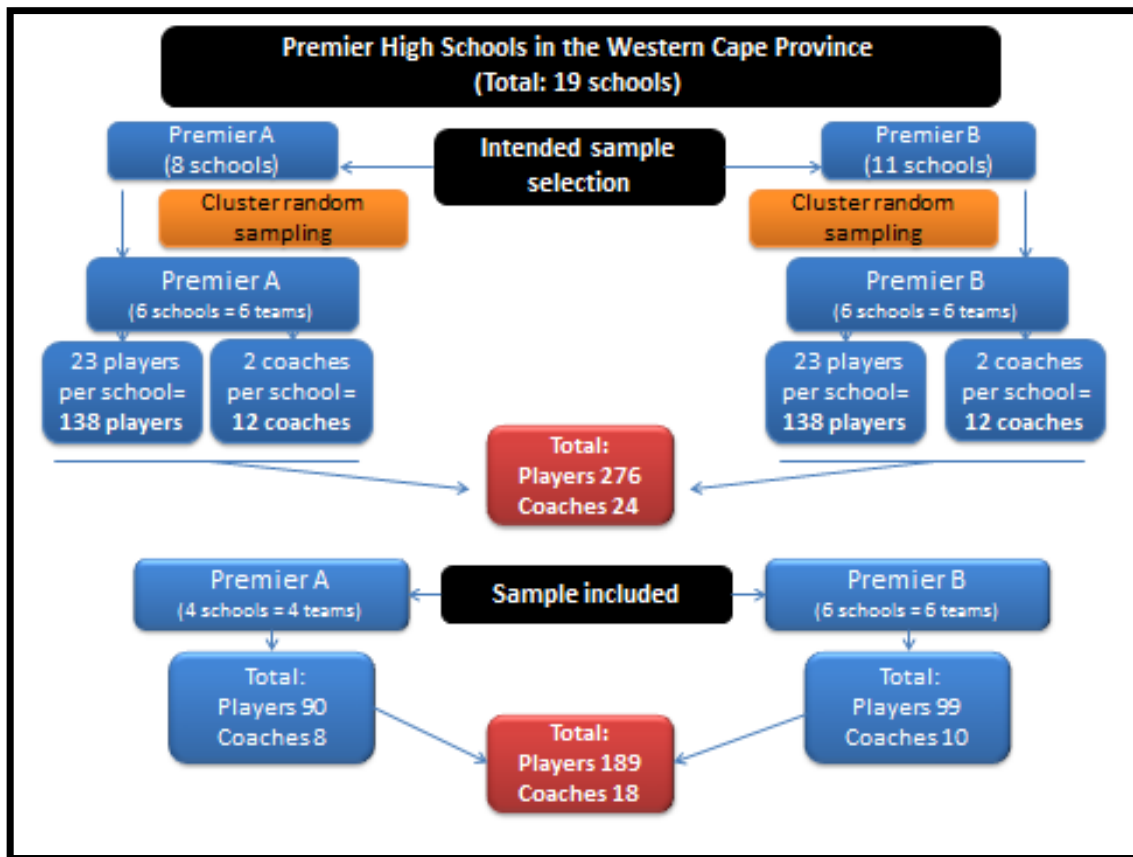 Premier High Schools in the Western Cape Province
(Total: 19 schools)
Premier A
(8 schools)
Intended sample
selection
Premier B
(11 schools)
Cluster random
sampling
Cluster random
sampling
Premier A
(6 schools = 6 teams)
Premier B
(6 schools = 6 teams)
23 players
per school=
138 players
2 coaches
per school=
12 coaches
23 players
per school=
138 players
2 coaches
per school=
12 coaches
Total:
Players 276
Coaches 24
Premier A
(4 schools = 4 teams)
Sample included
Premier B
(6 schools = 6 teams)
Total:
Players 90
Coaches 8
Total:
Players 99
Coaches 10
Total:
Players 189
Coaches 18